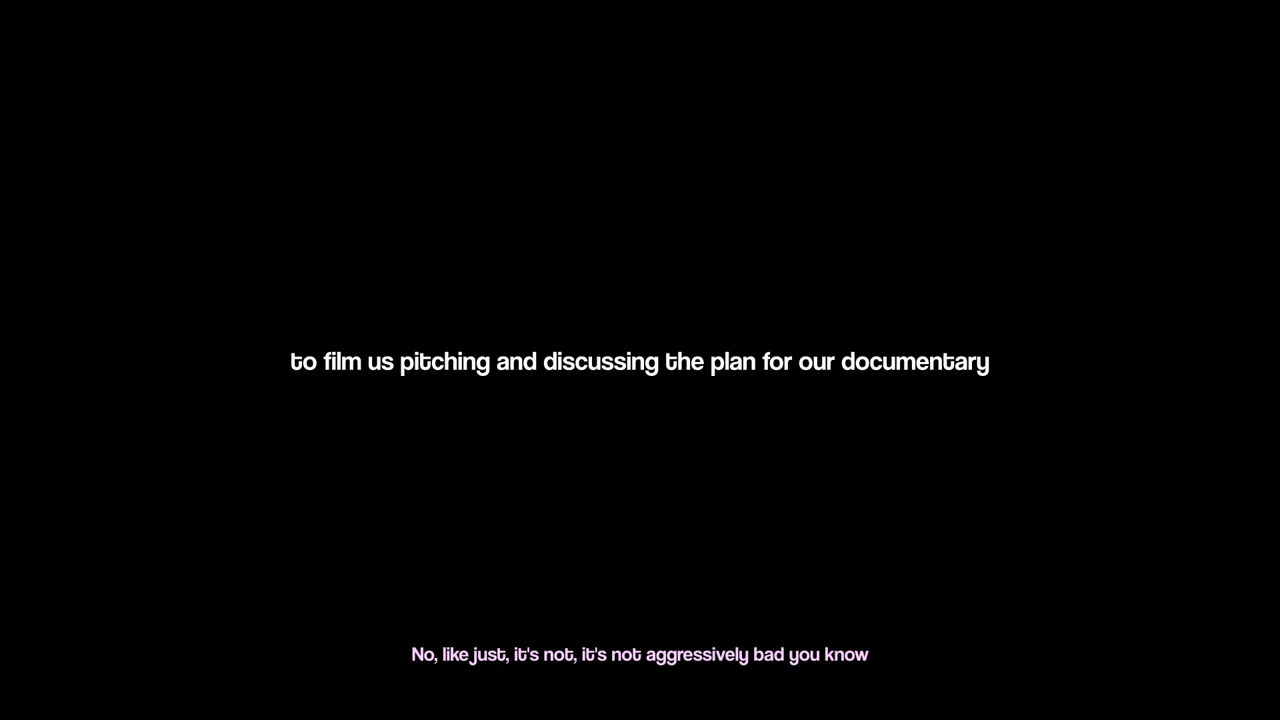 to film us pitching and discussing the plan for our documentary
No, like just, it's not, it's not aggressively bad you know